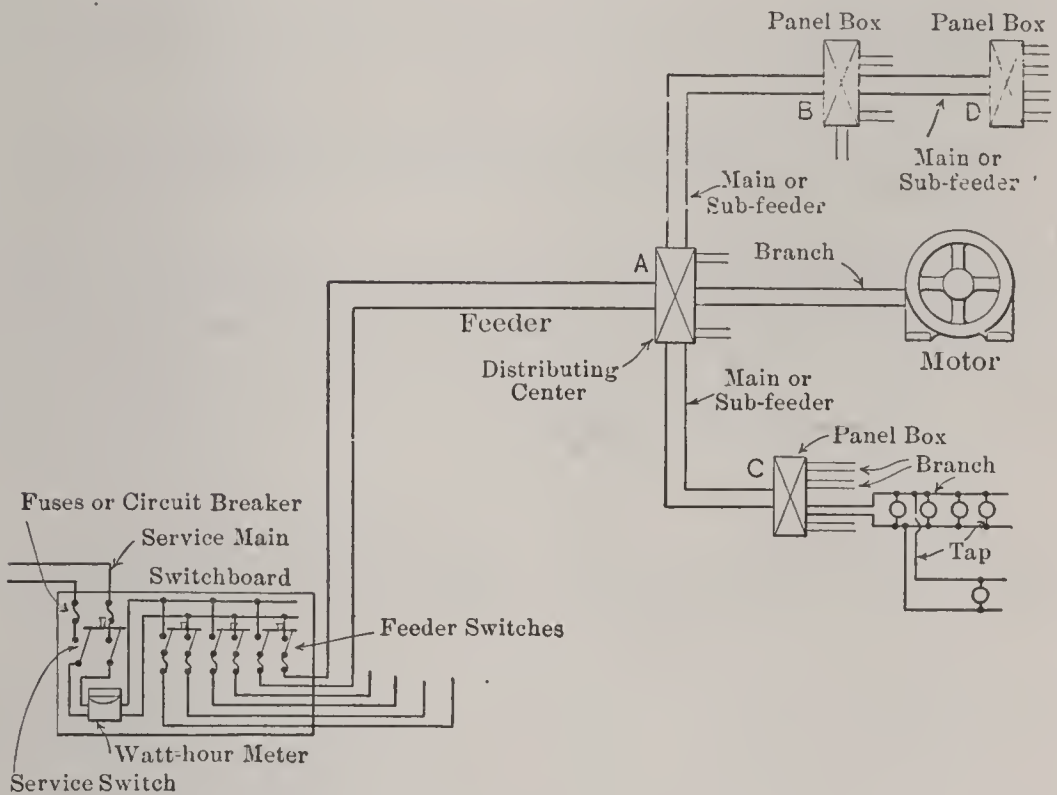 Panel Box
Panel Box
B
D
Main or
Sub-feeder
Main or
Sub-feeder
A
Branch
Feeder
Motor
Distributing
Center
Main or
Sub-feeder
Panel Box
C
Branch
Fuses or Circuit Breaker
Service Main
Tap
Switchboard
Feeder Switches
Watt-hour Meter
Service Switch